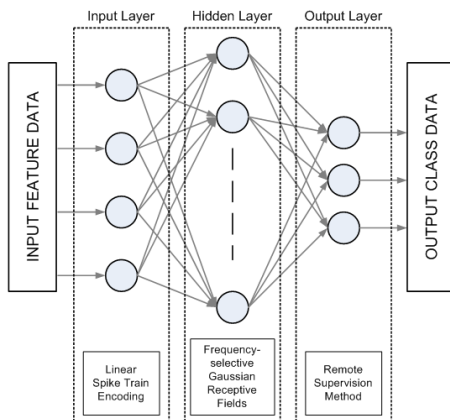 Input Layer
Hidden Layer
Output Layer
INPUT FEATURE DATA
OUTPUT CLASS DATA
Linear
Spike Train
Encoding
Frequency-
selective
Gaussian
Receptive
Fields
Remote
Supervision
Method